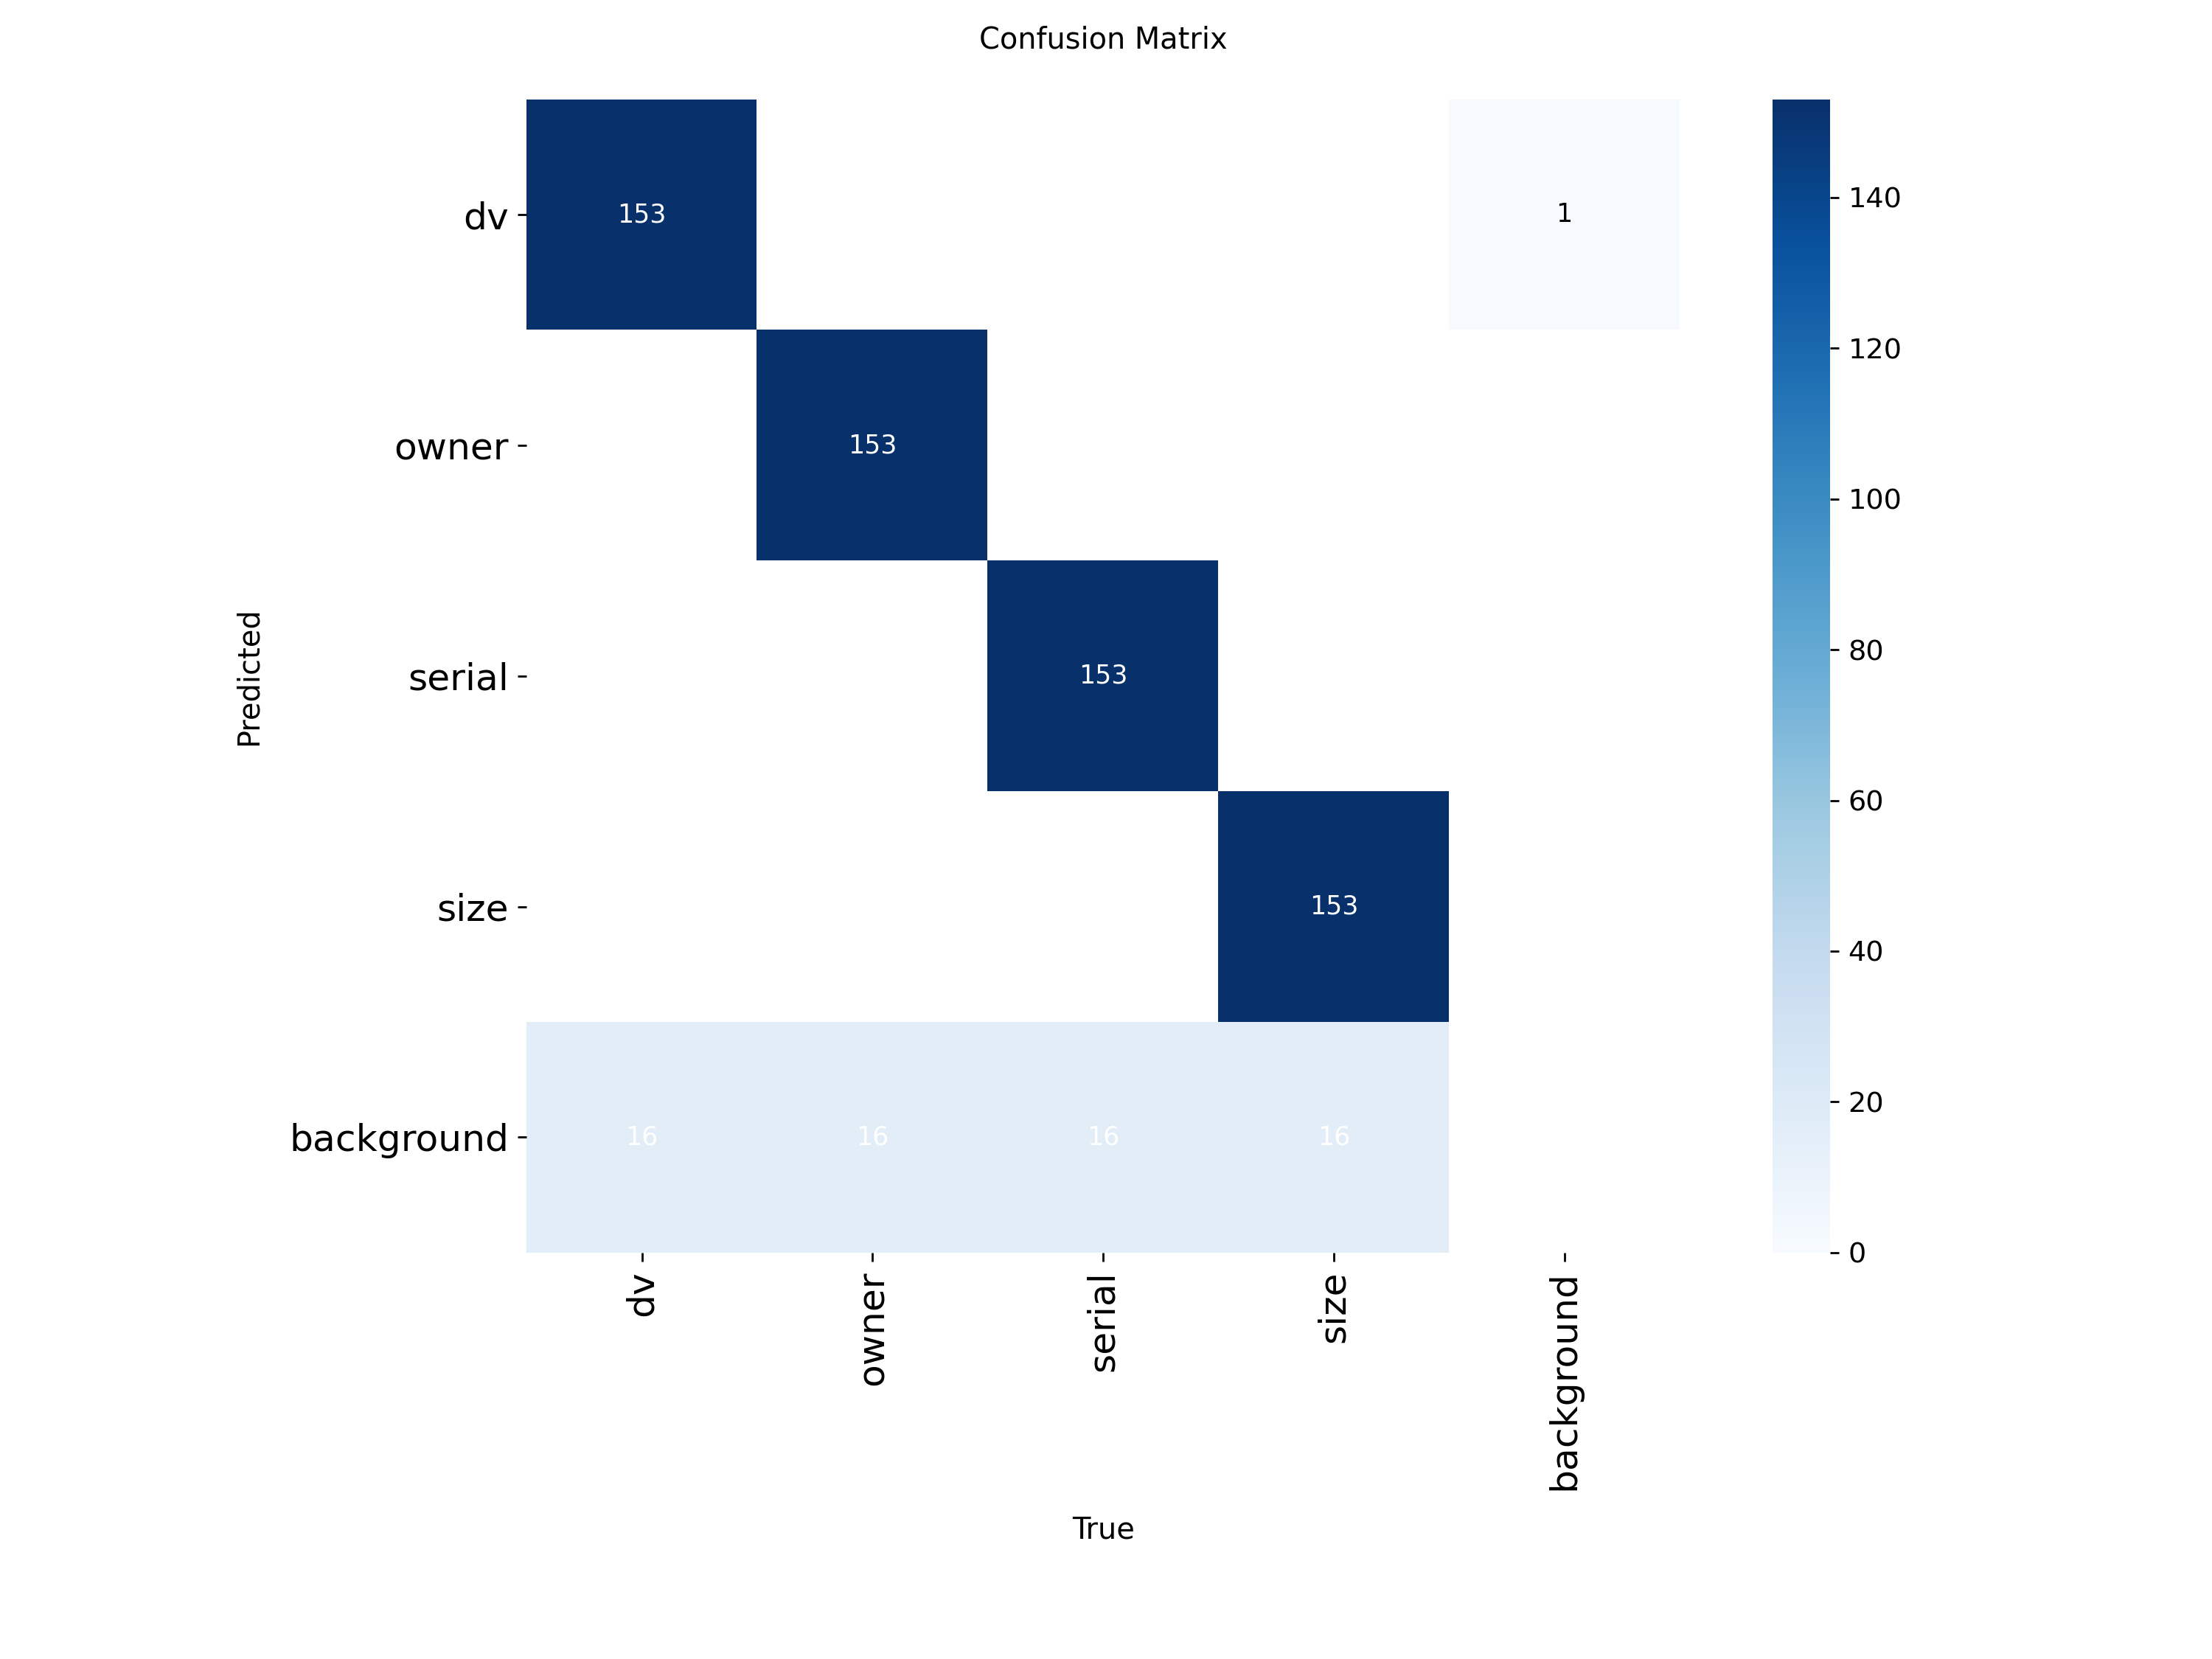 Confusion Matrix
dv
153
1
140
120
owner
153
100
Predicted
serial
153
80
60
size
153
40
20
background
16 16 16 16
0
dv
owner
serial
size
background
True